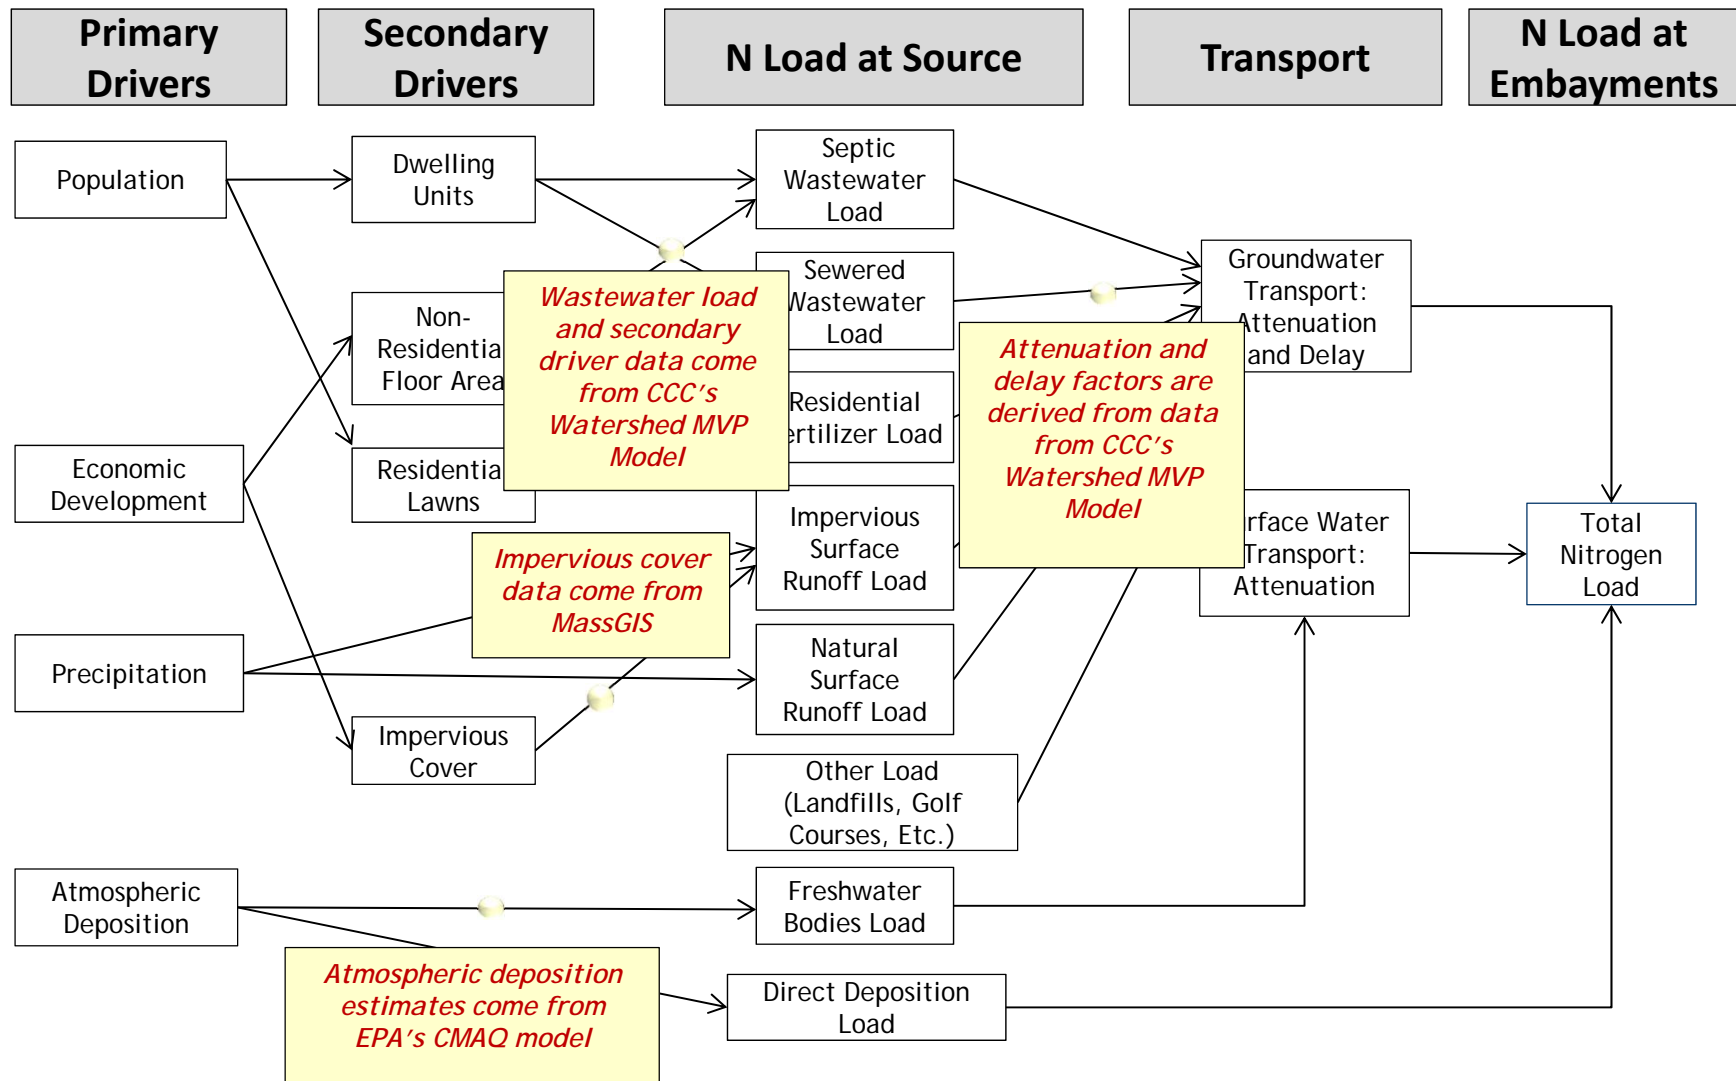 Primary
Drivers
Secondary
Drivers
N Load at Source
Transport
N Load at
Embayments
Population
Economic
Development
Precipitation
Atmospheric
Deposition
Dwelling
Units
Non-
Residentia
Floor Area
Residentia
Lawns
Impervious
Cover
Wastewater load
and secondary
driver data come
from CCC's
Watershed MVP
Model
Impervious cover
data come from
MassGIS
Atmospheric deposition
estimates come from
EPA's CMAQ model
Septic
Wastewater
Load
Sewered
Wastewater
Load
Residential
ertilizer Load
Impervious
Surface
Runoff Load
Natural
Surface
Runoff Load
Other Load
(Landfills, Golf
Courses, Etc.)
Freshwater
Bodies Load
Direct Deposition
Load
Attenuation and
delay factors are
derived from data
from CCC's
Watershed MVP
Model
Groundwater
Transport:
Attenuation
and Delay
urface Water
Transport:
Attenuation
Total
Nitrogen
Load